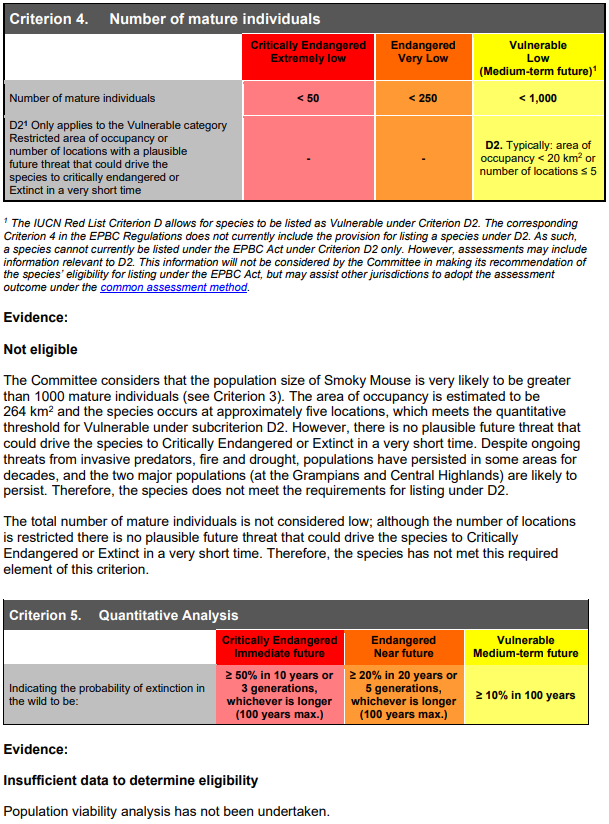 Criterion 4. Number of mature individuals
Critically Endangered
Extremely low
Endangered
Very Low
Vulnerable
Low
(Medium-term future)¹
Number of mature individuals
< 50
< 250
< 1,000
D2¹ Only applies to the Vulnerable category
Restricted area of occupancy or
number of locations with a plausible
future threat that could drive the
species to critically endangered or
Extinct in a very short time
-
-
D2. Typically: area of
occupancy < 20 km² or
number of locations ≤ 5
¹ The IUCN Red List Criterion D allows for species to be listed as Vulnerable under Criterion D2. The corresponding
Criterion 4 in the EPBC Regulations does not currently include the provision for listing a species under D2. As such,
a species cannot currently be listed under the EPBC Act under Criterion D2 only. However, assessments may include
information relevant to D2. This information will not be considered by the Committee in making its recommendation of
the species' eligibility for listing under the EPBC Act, but may assist other jurisdictions to adopt the assessment
outcome under the common assessment method.
Evidence:
Not eligible
The Committee considers that the population size of Smoky Mouse is very likely to be greater
than 1000 mature individuals (see Criterion 3). The area of occupancy is estimated to be
264 km² and the species occurs at approximately five locations, which meets the quantitative
threshold for Vulnerable under subcriterion D2. However, there is no plausible future threat that
could drive the species to Critically Endangered or Extinct in a very short time. Despite ongoing
threats from invasive predators, fire and drought, populations have persisted in some areas for
decades, and the two major populations (at the Grampians and Central Highlands) are likely to
persist. Therefore, the species does not meet the requirements for listing under D2.
The total number of mature individuals is not considered low; although the number of locations
is restricted there is no plausible future threat that could drive the species to Critically
Endangered or Extinct in a very short time. Therefore, the species has not met this required
element of this criterion.
Criterion 5. Quantitative Analysis
Critically Endangered
Immediate future
Endangered
Near future
Vulnerable
Medium-term future
Indicating the probability of extinction in
the wild to be:
≥ 50% in 10 years or
3 generations,
whichever is longer
(100 years max.)
≥ 20% in 20 years or
5 generations,
whichever is longer
(100 years max.)
≥ 10% in 100 years
Evidence:
Insufficient data to determine eligibility
Population viability analysis has not been undertaken.